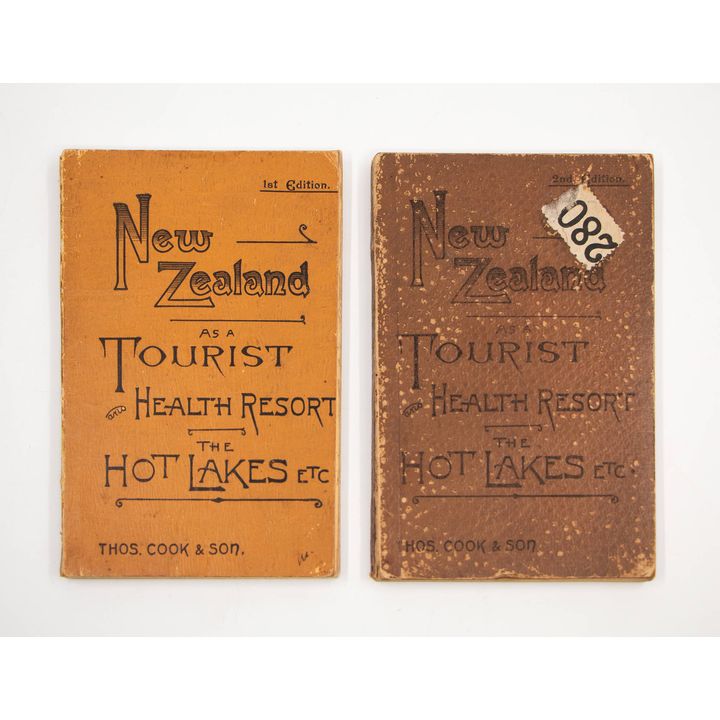 1st Edition.
New
Zealand
AS A
TOURIST
AND HEALTH RESORT
THE
HOT LAKES ETC
THOS. COOK & SON.
2nd Edition.
280
New
Zealand
AS A
TOURIST
AND HEALTH RESORT
THE
HOT LAKES ETC.
THOS. COOK & SON.